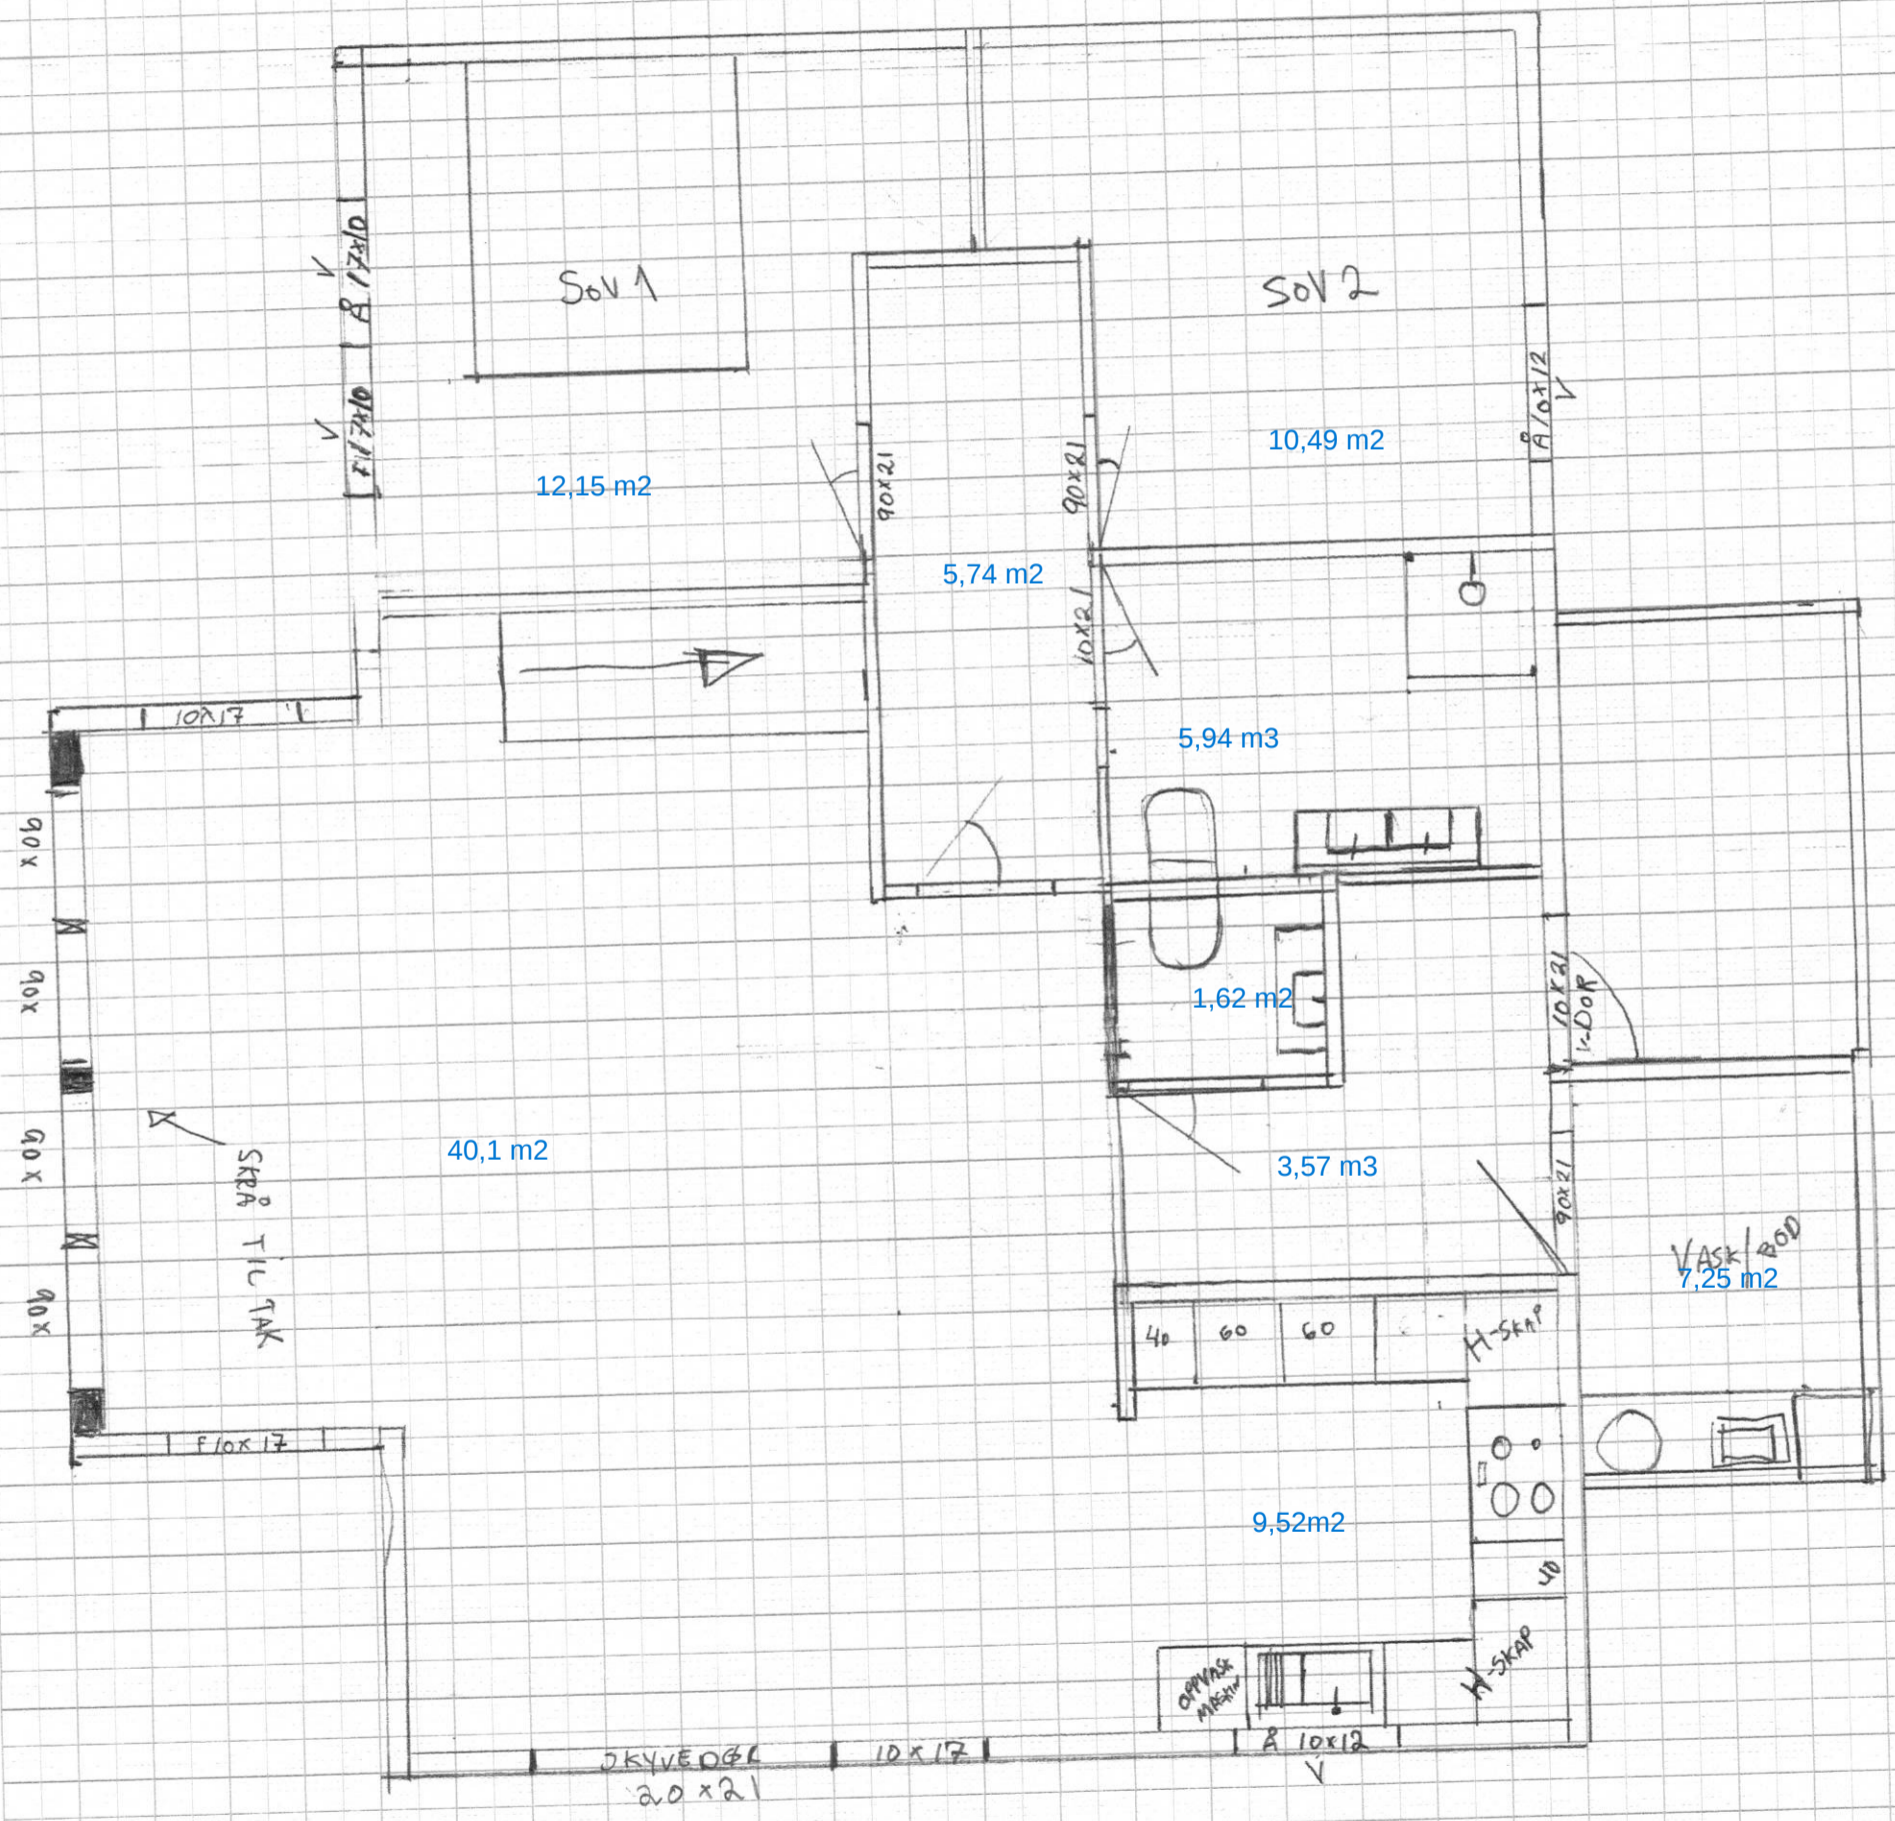 Å 17x10
V
SOV 1
SOV 2
V
F 17x10
Å 10x12
V
12,15 m2
90x21
90x21
10,49 m2
5,74 m2
10x21
10x17
5,94 m3
90x
90x
10x21
K-DØR
1,62 m2
90x
SKRÅ TIL TAK
40,1 m2
3,57 m3
90x21
VASK/BOD
7,25 m2
90x
40
60
60
H-SKAP
F10x17
9,52m2
40
OPPVASK
MASKIN
H-SKAP
SKYVEDØR
20x21
10x17
Å 10x12
V